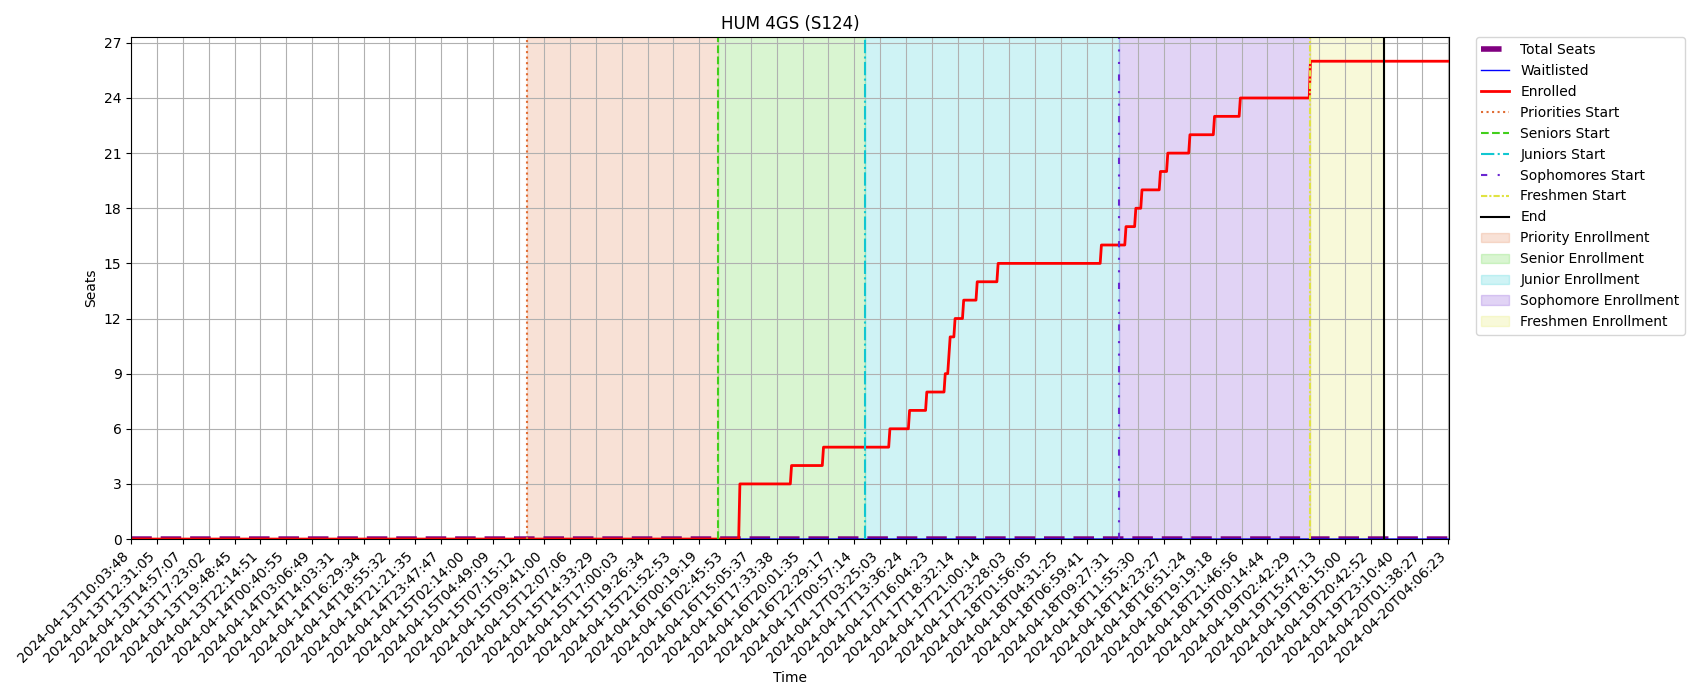 HUM 4GS (S124)
27
24
21
18
15
12
9
6
3
0
Seats
2024-04-13T10:03:48
2024-04-13T12:31:05
2024-04-13T14:57:07
2024-04-13T17:23:02
2024-04-13T19:48:45
2024-04-13T22:14:51
2024-04-14T00:40:55
2024-04-14T03:06:49
2024-04-14T14:03:31
2024-04-14T16:29:34
2024-04-14T18:55:32
2024-04-14T21:21:35
2024-04-14T23:47:47
2024-04-15T02:14:00
2024-04-15T04:49:09
2024-04-15T07:15:12
2024-04-15T09:41:00
2024-04-15T12:07:06
2024-04-15T14:33:29
2024-04-15T17:00:03
2024-04-15T19:26:34
2024-04-15T21:52:53
2024-04-16T00:19:19
2024-04-16T02:45:53
2024-04-16T15:05:37
2024-04-16T17:33:38
2024-04-16T20:01:35
2024-04-16T22:29:17
2024-04-17T00:57:14
2024-04-17T03:25:03
2024-04-17T13:36:24
2024-04-17T16:04:23
2024-04-17T18:32:14
2024-04-17T21:00:14
2024-04-17T23:28:03
2024-04-18T01:56:05
2024-04-18T04:31:25
2024-04-18T06:59:41
2024-04-18T09:27:31
2024-04-18T11:55:30
2024-04-18T14:23:27
2024-04-18T16:51:24
2024-04-18T19:19:18
2024-04-18T21:46:56
2024-04-19T00:14:44
2024-04-19T02:42:29
2024-04-19T15:47:13
2024-04-19T18:15:00
2024-04-19T20:42:52
2024-04-19T23:10:40
2024-04-20T01:38:27
2024-04-20T04:06:23
Time
Total Seats
Waitlisted
Enrolled
Priorities Start
Seniors Start
Juniors Start
Sophomores Start
Freshmen Start
End
Priority Enrollment
Senior Enrollment
Junior Enrollment
Sophomore Enrollment
Freshmen Enrollment